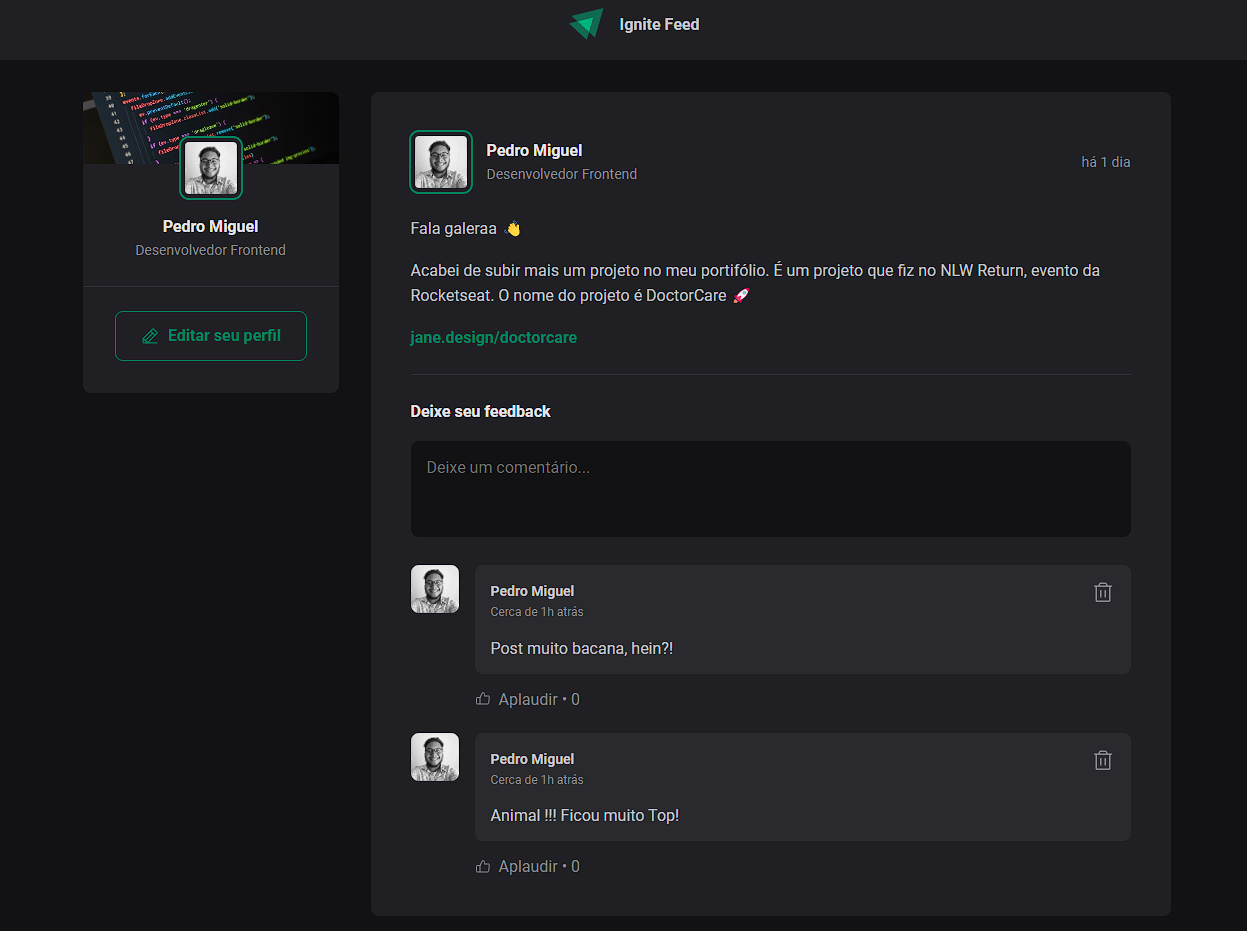 Ignite Feed
Pedro Miguel
Desenvolvedor Frontend
Editar seu perfil
Pedro Miguel
Desenvolvedor Frontend
há 1 dia
Fala galeraa 👋
Acabei de subir mais um projeto no meu portifólio. É um projeto que fiz no NLW Return, evento da
Rocketseat. O nome do projeto é DoctorCare 🚀
jane.design/doctorcare
Deixe seu feedback
Deixe um comentário...
Pedro Miguel
Cerca de 1h atrás
Post muito bacana, hein?!
Aplaudir • 0
Pedro Miguel
Cerca de 1h atrás
Animal !!! Ficou muito Top!
Aplaudir • 0